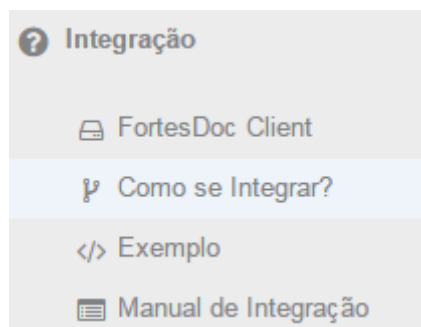 Integração
FortesDoc Client
Como se Integrar?
Exemplo
Manual de Integração